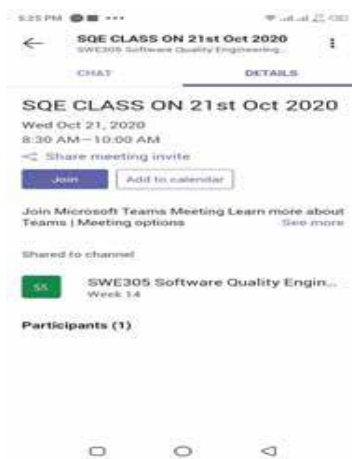 5:25 PM
SQE CLASS ON 21st Oct 2020
SWE305 Software Quality Engineering...
CHAT
DETAILS
SQE CLASS ON 21st Oct 2020
Wed Oct 21, 2020
8:30 AM—10:00 AM
Share meeting invite
Join
Add to calendar
Join Microsoft Teams Meeting Learn more about
Teams | Meeting options
See more
Shared to channel
SWE305 Software Quality Engin...
Week 14
Participants (1)